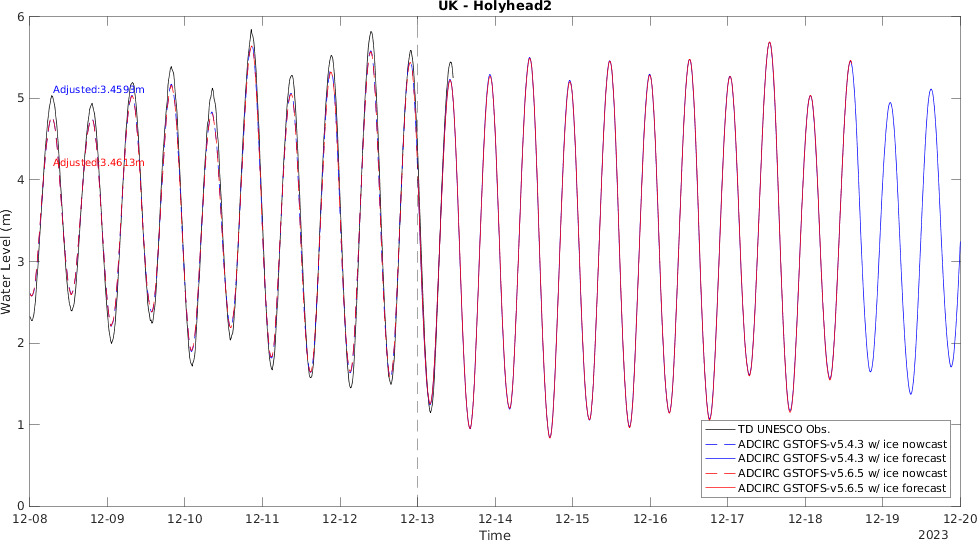 UK - Holyhead2
6
5
4
3
2
1
0
Water Level (m)
Adjusted:3.4599m
Adjusted:3.4613m
TD UNESCO Obs.
ADCIRC GSTOFS-v5.4.3 w/ ice nowcast
ADCIRC GSTOFS-v5.4.3 w/ ice forecast
ADCIRC GSTOFS-v5.6.5 w/ ice nowcast
ADCIRC GSTOFS-v5.6.5 w/ ice forecast
12-08 12-09 12-10 12-11 12-12 12-13 12-14 12-15 12-16 12-17 12-18 12-19 12-20
Time
2023